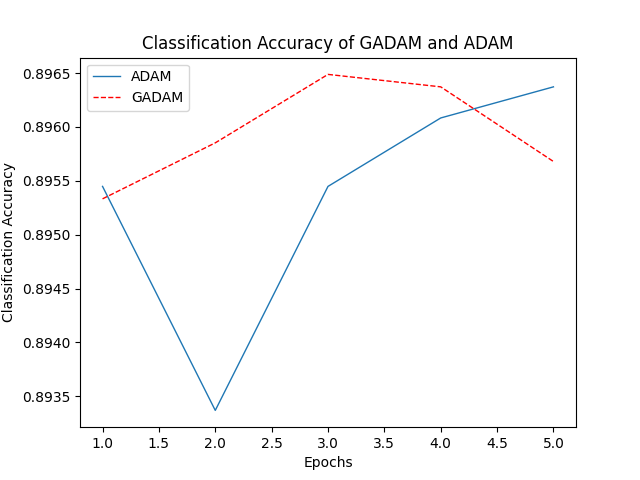 Classification Accuracy of GADAM and ADAM
ADAM
GADAM
Classification Accuracy
0.8965
0.8960
0.8955
0.8950
0.8945
0.8940
0.8935
1.0 1.5 2.0 2.5 3.0 3.5 4.0 4.5 5.0
Epochs